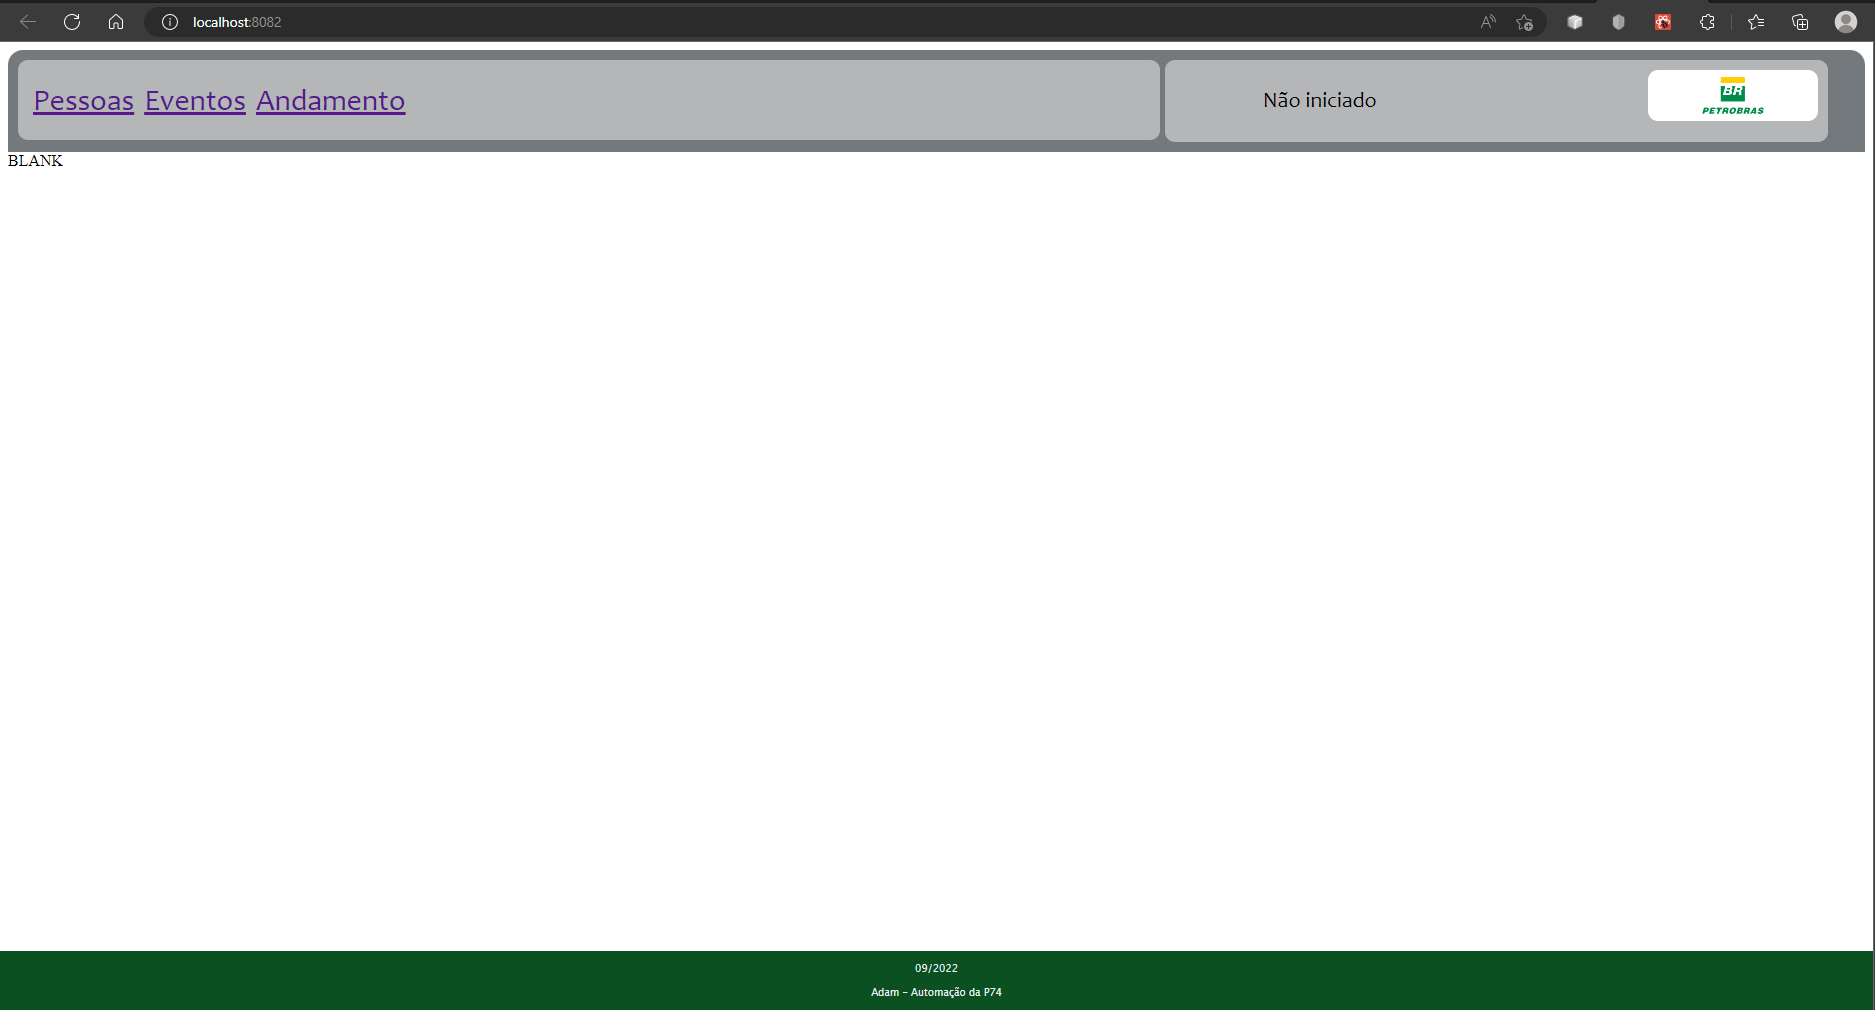 localhost:8082
Pessoas Eventos Andamento
Não iniciado
BR
PETROBRAS
BLANK
09/2022
Adam - Automação da P74